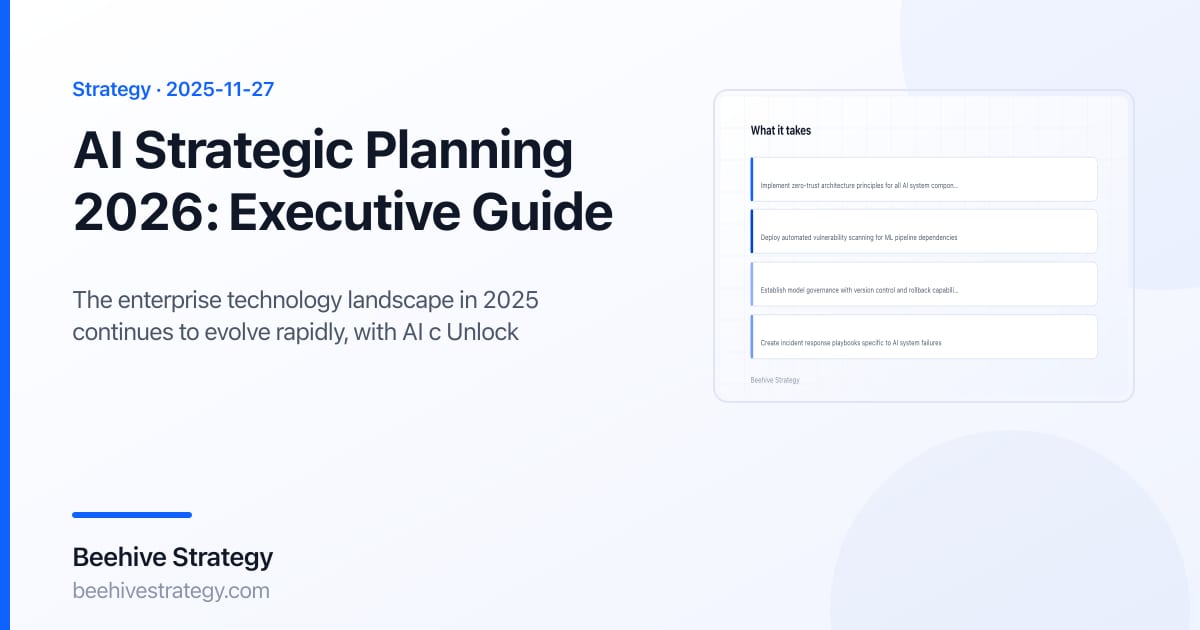 Strategy · 2025-11-27
AI Strategic Planning
2026: Executive Guide
The enterprise technology landscape in 2025
continues to evolve rapidly, with AI c Unlock
What it takes
Implement zero-trust architecture principles for all AI system compon...
Deploy automated vulnerability scanning for ML pipeline dependencies
Establish model governance with version control and rollback capabili...
Create incident response playbooks specific to AI system failures
Beehive Strategy
Beehive Strategy
beehivestrategy.com